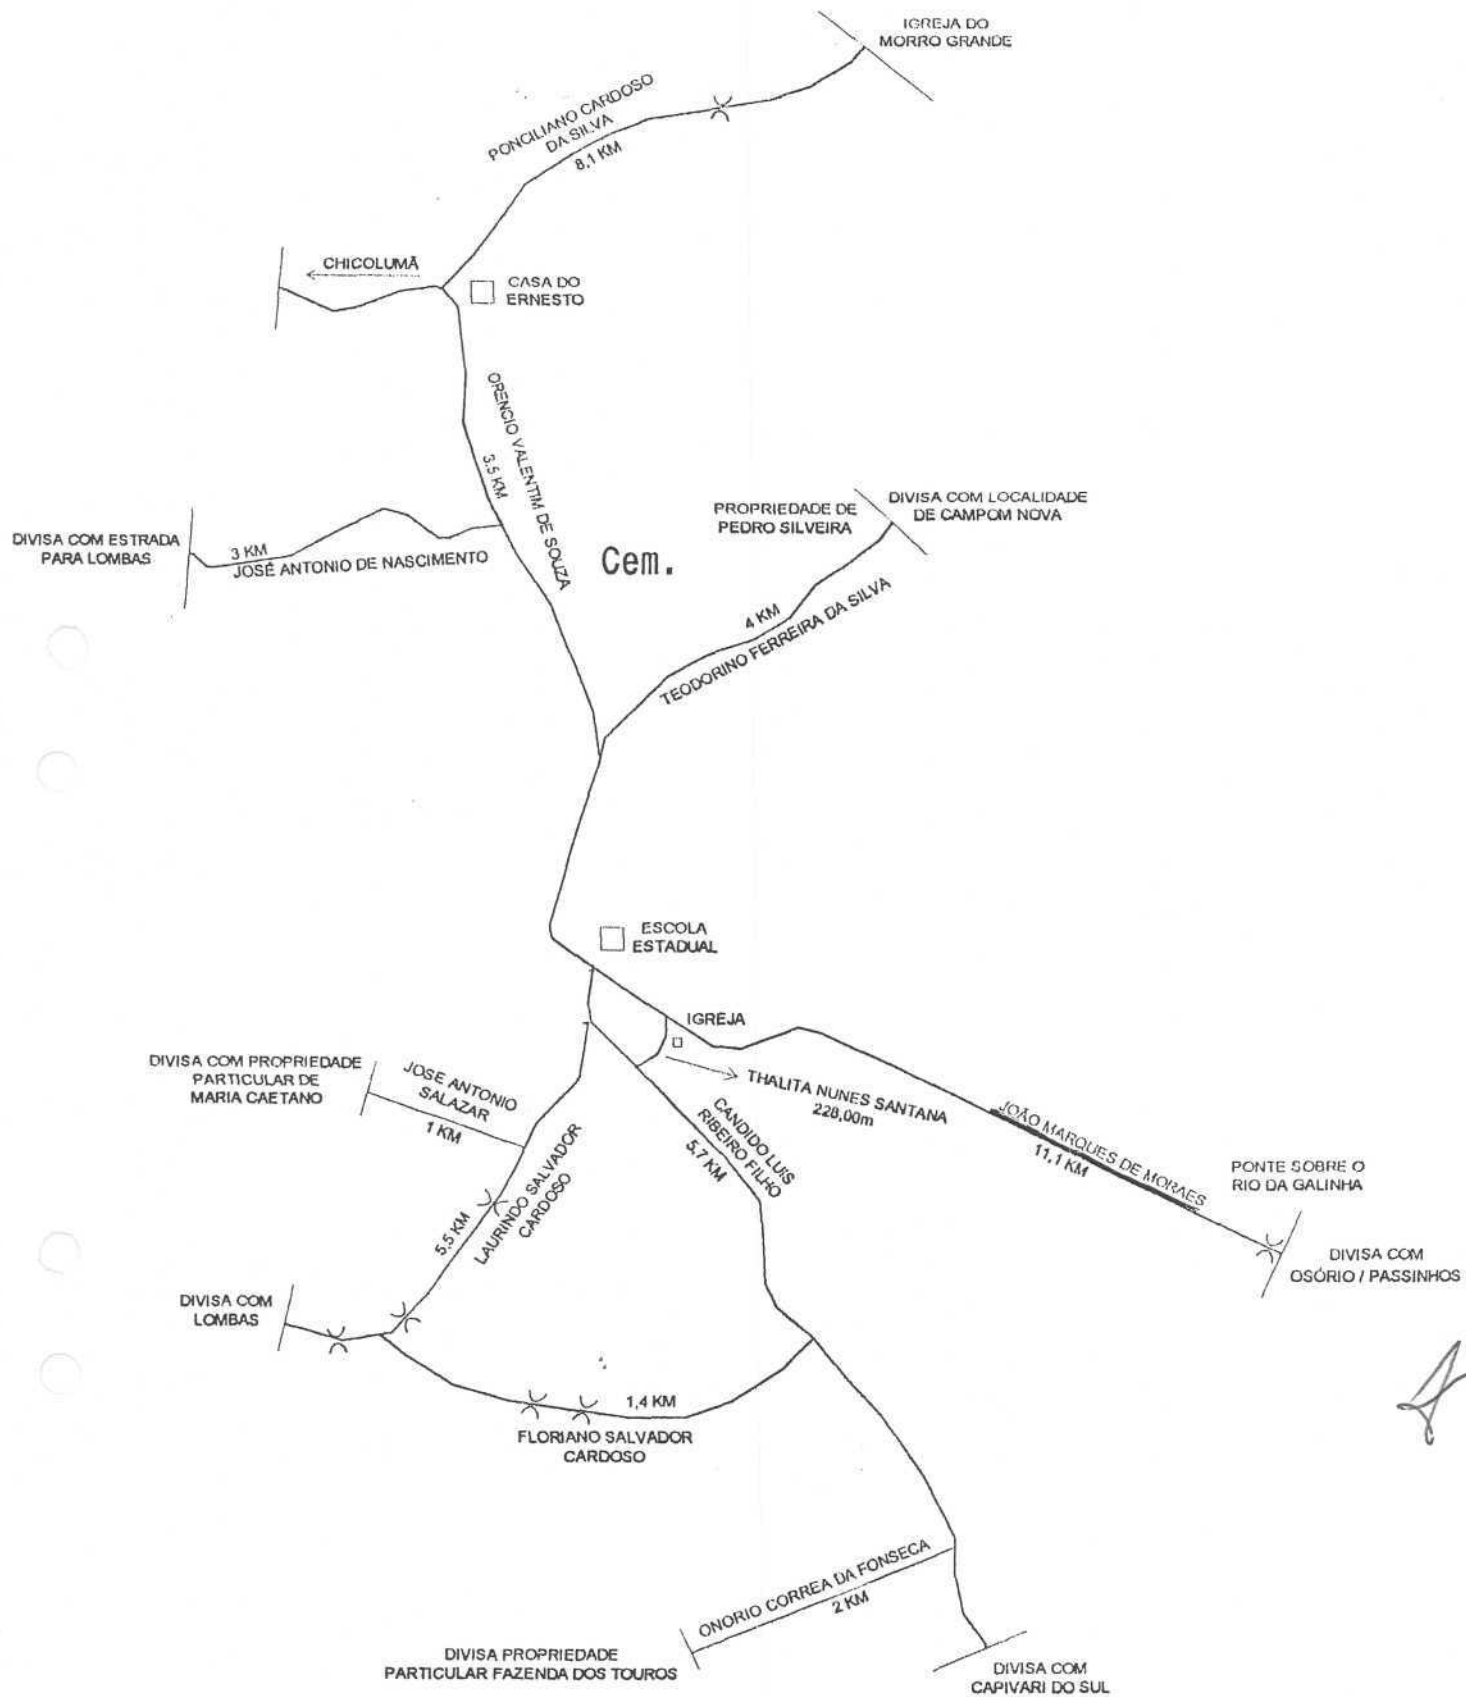 IGREJA DO
MORRO GRANDE
PONCILIANO CARDOSO
DA SILVA
8,1 KM
CHICOLUMÃ
CASA DO
ERNESTO
ORENCIO VALENTIM DE SOUZA
3.5 KM
PROPRIEDADE DE
PEDRO SILVEIRA
DIVISA COM LOCALIDADE
DE CAMPOM NOVA
DIVISA COM ESTRADA
PARA LOMBAS
3 KM
JOSÉ ANTONIO DE NASCIMENTO
Cem.
4 KM
TEODORINO FERREIRA DA SILVA
ESCOLA
ESTADUAL
IGREJA
DIVISA COM PROPRIEDADE
PARTICULAR DE
MARIA CAETANO
JOSE ANTONIO
SALAZAR
1 KM
THALITA NUNES SANTANA
228,00m
CANDIDO LUIS
RIBEIRO FILHO
5.7 KM
JOÃO MARQUES DE MORAES
11,1 KM
PONTE SOBRE O
RIO DA GALINHA
LAURINDO SALVADOR
CARDOSO
5,5 KM
DIVISA COM
OSÓRIO / PASSINHOS
DIVISA COM
LOMBAS
1,4 KM
FLORIANO SALVADOR
CARDOSO
ONORIO CORREA DA FONSECA
2 KM
DIVISA PROPRIEDADE
PARTICULAR FAZENDA DOS TOUROS
DIVISA COM
CAPIVARI DO SUL